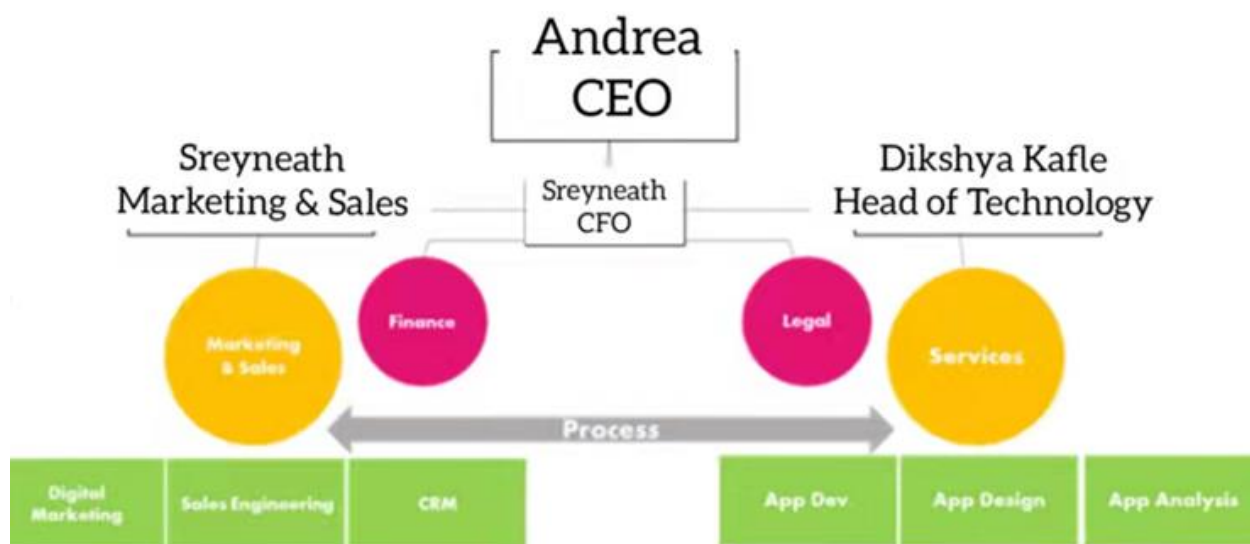 Andrea
CEO
Sreyneath
Marketing & Sales
Sreyneath
CFO
Dikshya Kafle
Head of Technology
Marketing
& Sales
Finance
Legal
Services
Process
Digital
Marketing
Sales Engineering
CRM
App Dev
App Design
App Analysis